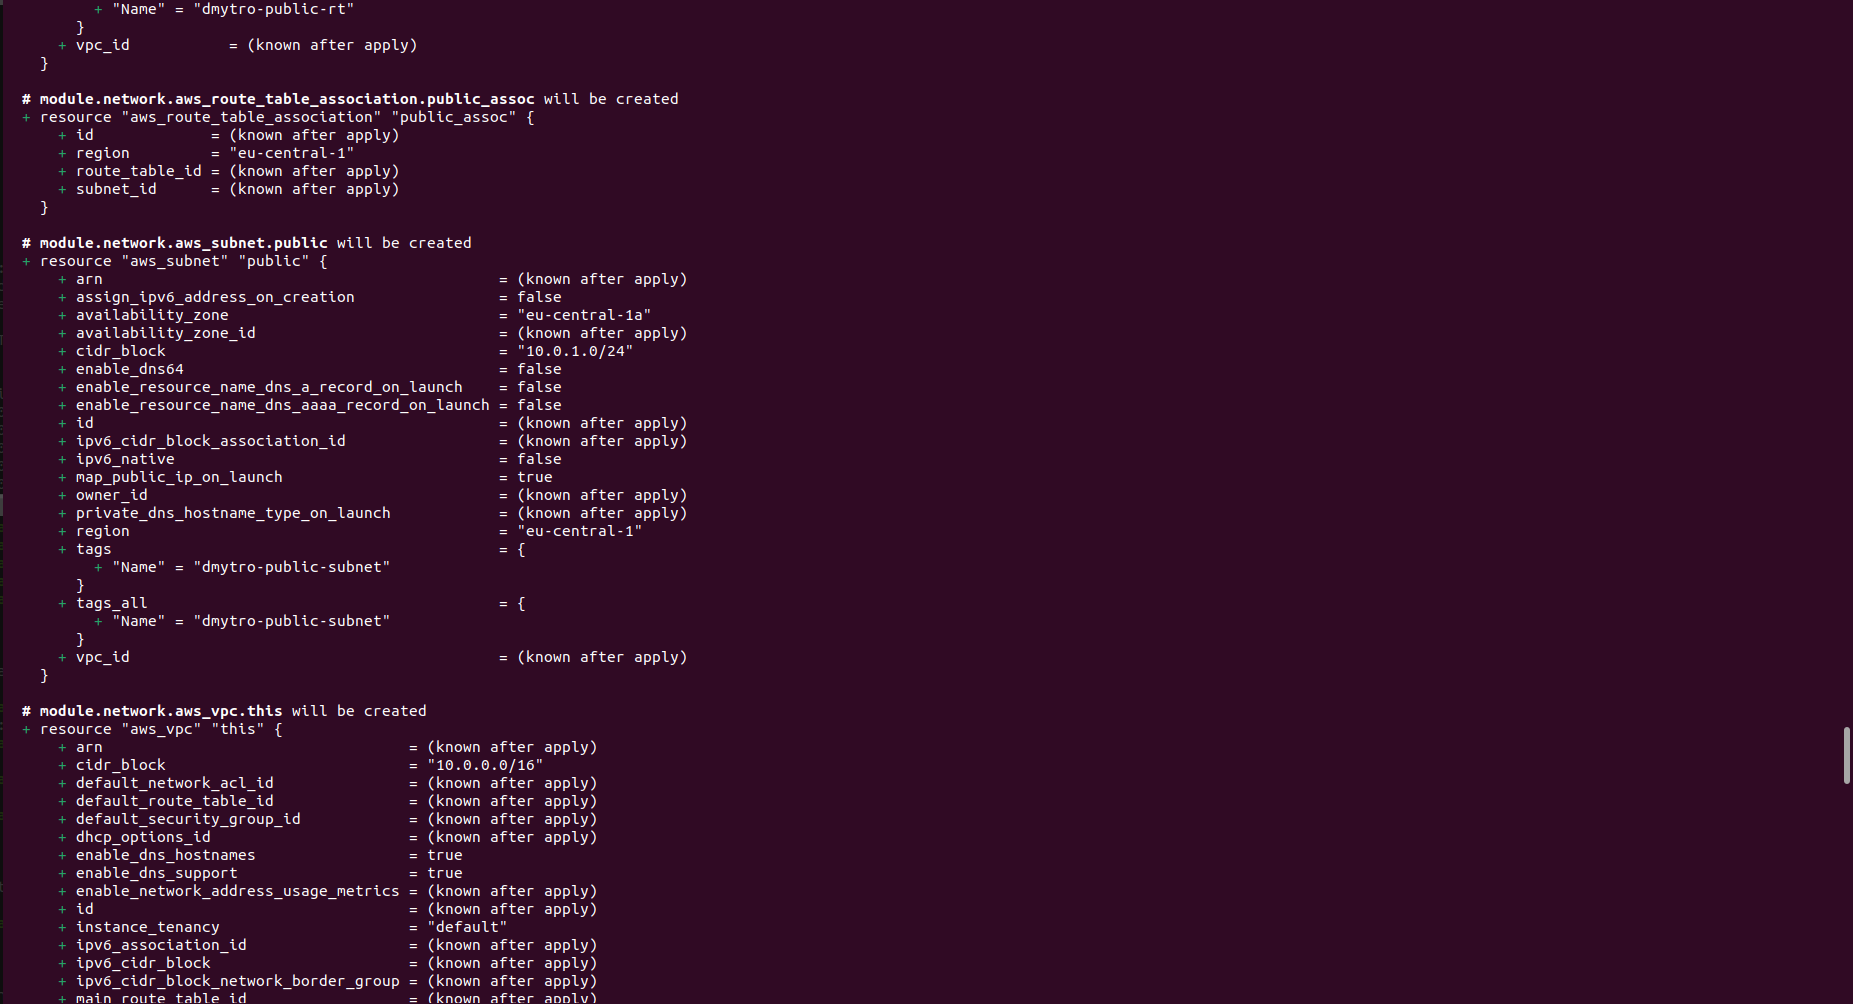 + "Name" = "dmytro-public-rt"
}
+ vpc_id = (known after apply)
}
# module.network.aws_route_table_association.public_assoc will be created
+ resource "aws_route_table_association" "public_assoc" {
+ id = (known after apply)
+ region = "eu-central-1"
+ route_table_id = (known after apply)
+ subnet_id = (known after apply)
}
# module.network.aws_subnet.public will be created
+ resource "aws_subnet" "public" {
+ arn = (known after apply)
+ assign_ipv6_address_on_creation = false
+ availability_zone = "eu-central-1a"
+ availability_zone_id = (known after apply)
+ cidr_block = "10.0.1.0/24"
+ enable_dns64 = false
+ enable_resource_name_dns_a_record_on_launch = false
+ enable_resource_name_dns_aaaa_record_on_launch = false
+ id = (known after apply)
+ ipv6_cidr_block_association_id = (known after apply)
+ ipv6_native = false
+ map_public_ip_on_launch = true
+ owner_id = (known after apply)
+ private_dns_hostname_type_on_launch = (known after apply)
+ region = "eu-central-1"
+ tags = {
+ "Name" = "dmytro-public-subnet"
}
+ tags_all = {
+ "Name" = "dmytro-public-subnet"
}
+ vpc_id = (known after apply)
}
# module.network.aws_vpc.this will be created
+ resource "aws_vpc" "this" {
+ arn = (known after apply)
+ cidr_block = "10.0.0.0/16"
+ default_network_acl_id = (known after apply)
+ default_route_table_id = (known after apply)
+ default_security_group_id = (known after apply)
+ dhcp_options_id = (known after apply)
+ enable_dns_hostnames = true
+ enable_dns_support = true
+ enable_network_address_usage_metrics = (known after apply)
+ id = (known after apply)
+ instance_tenancy = "default"
+ ipv6_association_id = (known after apply)
+ ipv6_cidr_block = (known after apply)
+ ipv6_cidr_block_network_border_group = (known after apply)
+ main_route_table_id = (known after apply)